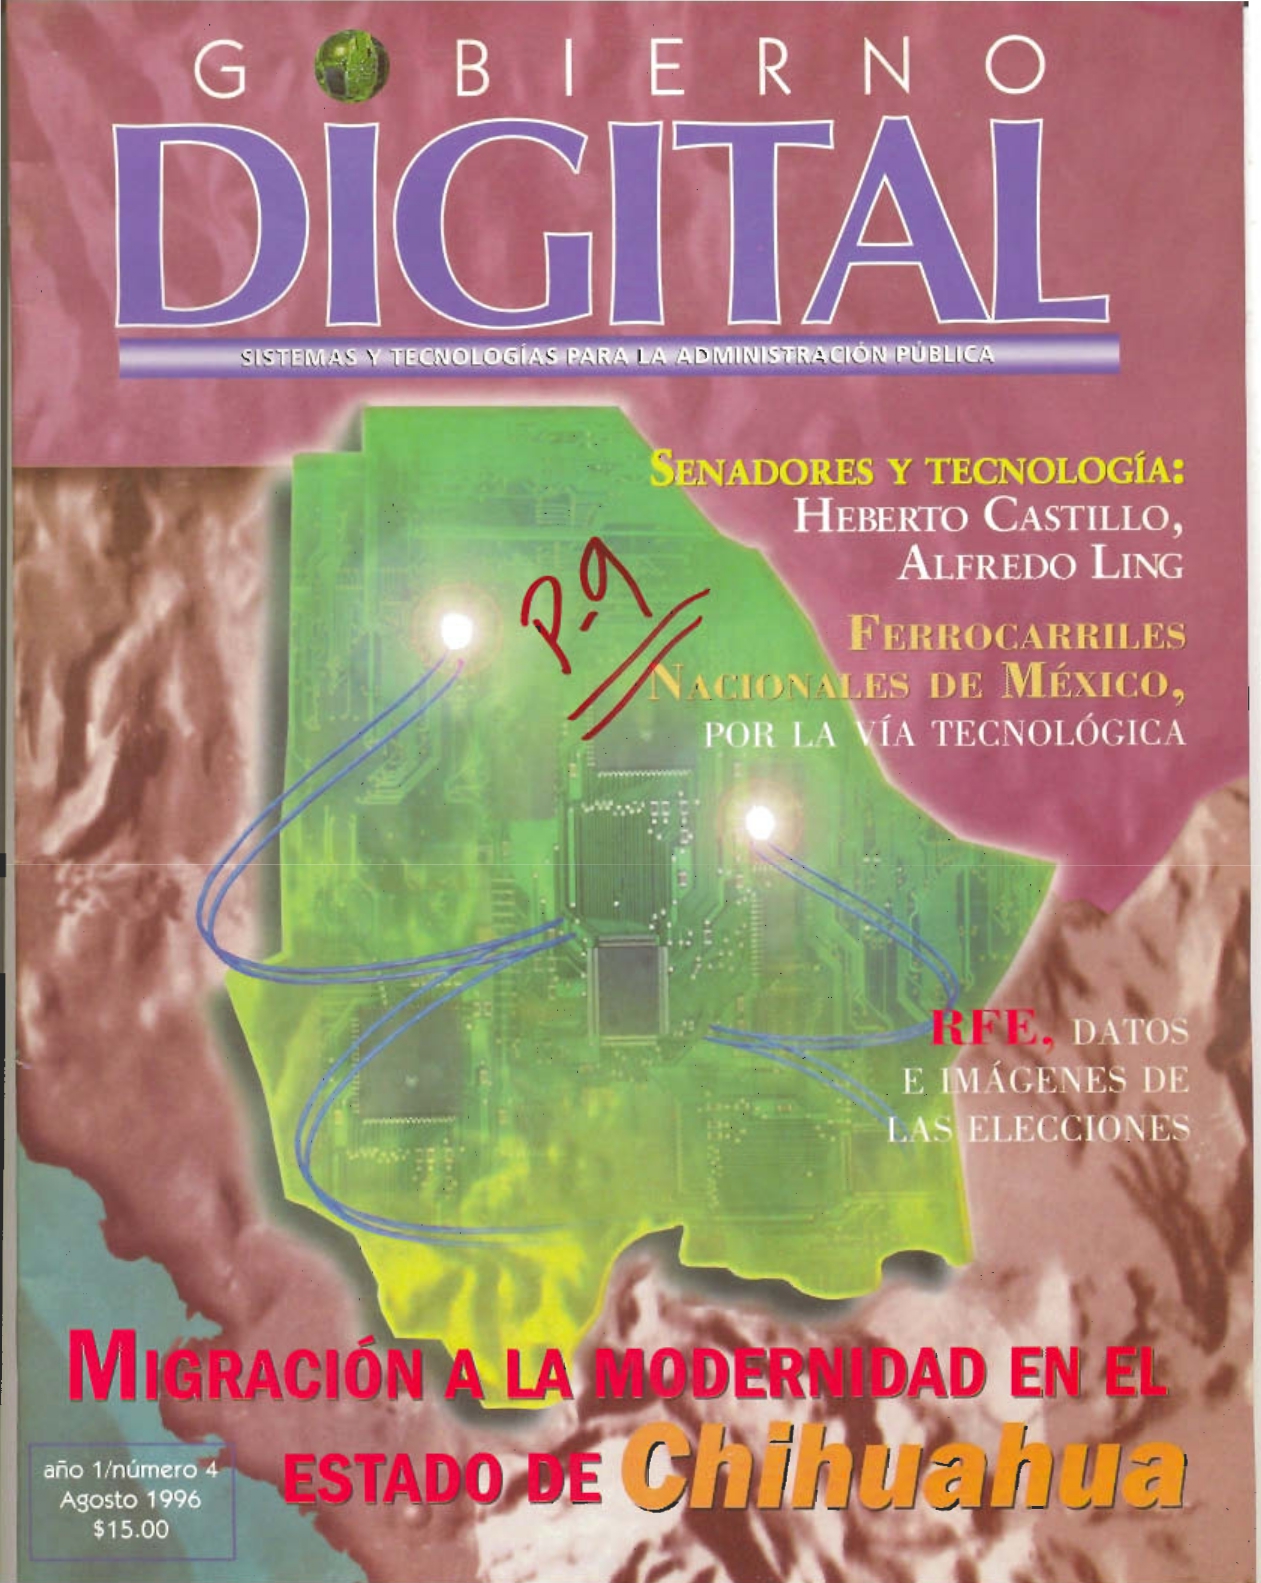 GOBIERNO
DIGITAL
SISTEMAS Y TECNOLOGÍAS PARA LA ADMINISTRACIÓN PÚBLICA
SENADORES Y TECNOLOGÍA:
HEBERTO CASTILLO,
ALFREDO LING
P-9
FERROCARRILES
NACIONALES DE MÉXICO,
POR LA VÍA TECNOLÓGICA
RFE, DATOS
E IMÁGENES DE
LAS ELECCIONES
MIGRACIÓN A LA MODERNIDAD EN EL
ESTADO DE Chihuahua
año 1/número 4
Agosto 1996
$15.00